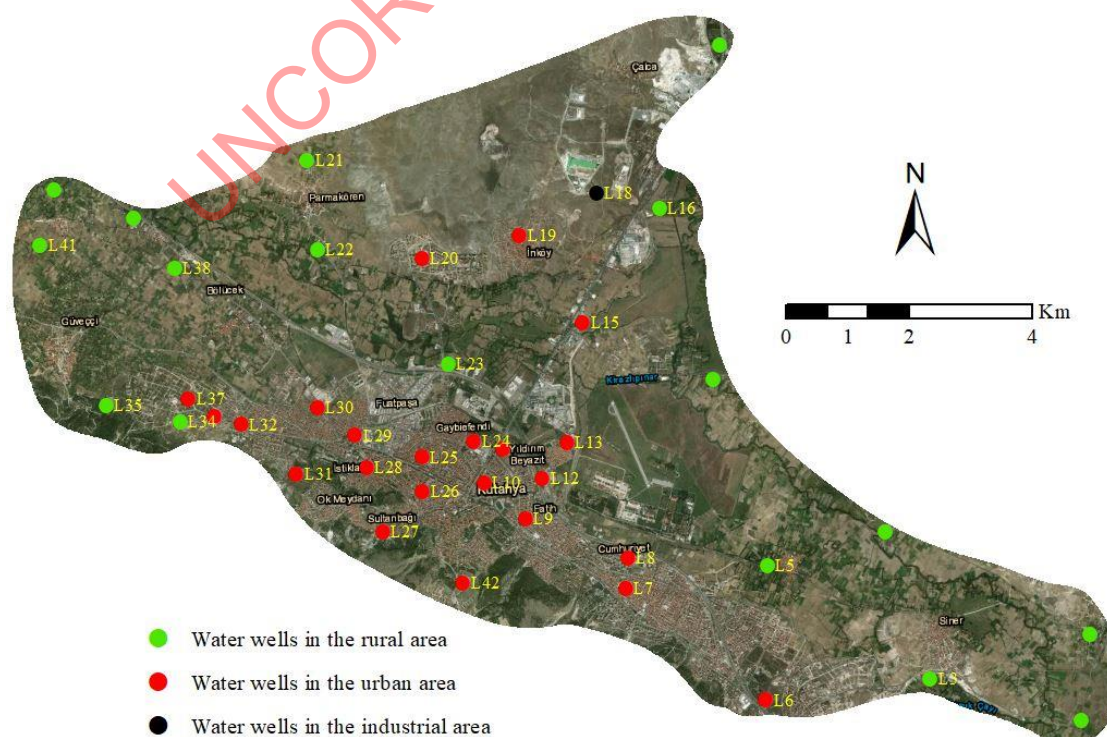 UNCOR
Çalca
N
L21
Parmakören
L18
L16
L19
İnköy
L41
L22
L20
L38
Bölücek
Km
0 1 2 4
Güveççi
L15
L23
Kirazlıpınar
L37
L35
L30
Fuatpaşa
L34
L32
L29
Gaybiefendi
L24
L13
Yıldırım
Beyazıt
L25
L28
İstikla
L31
L12
L10
Kütahya
L26
Ok Meydanı
Fatih
L9
Sultanbağı
L27
Cumhuriyet
L8
L5
L42
L7
Siner
Water wells in the rural area
L3
Water wells in the urban area
L6
Water wells in the industrial area